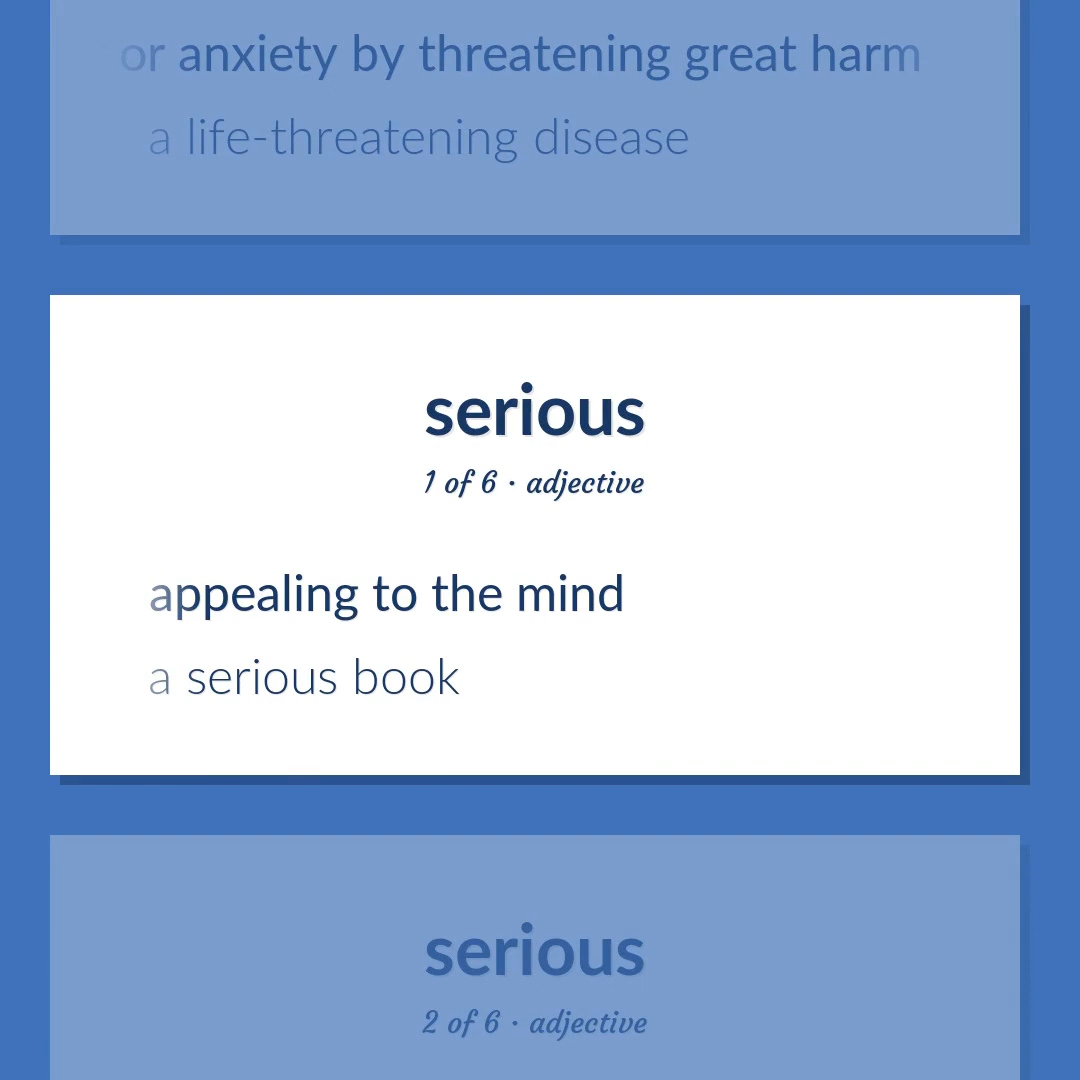 or anxiety by threatening great harm
a life-threatening disease
serious
1 of 6 · adjective
appealing to the mind
a serious book
serious
2 of 6 · adjective